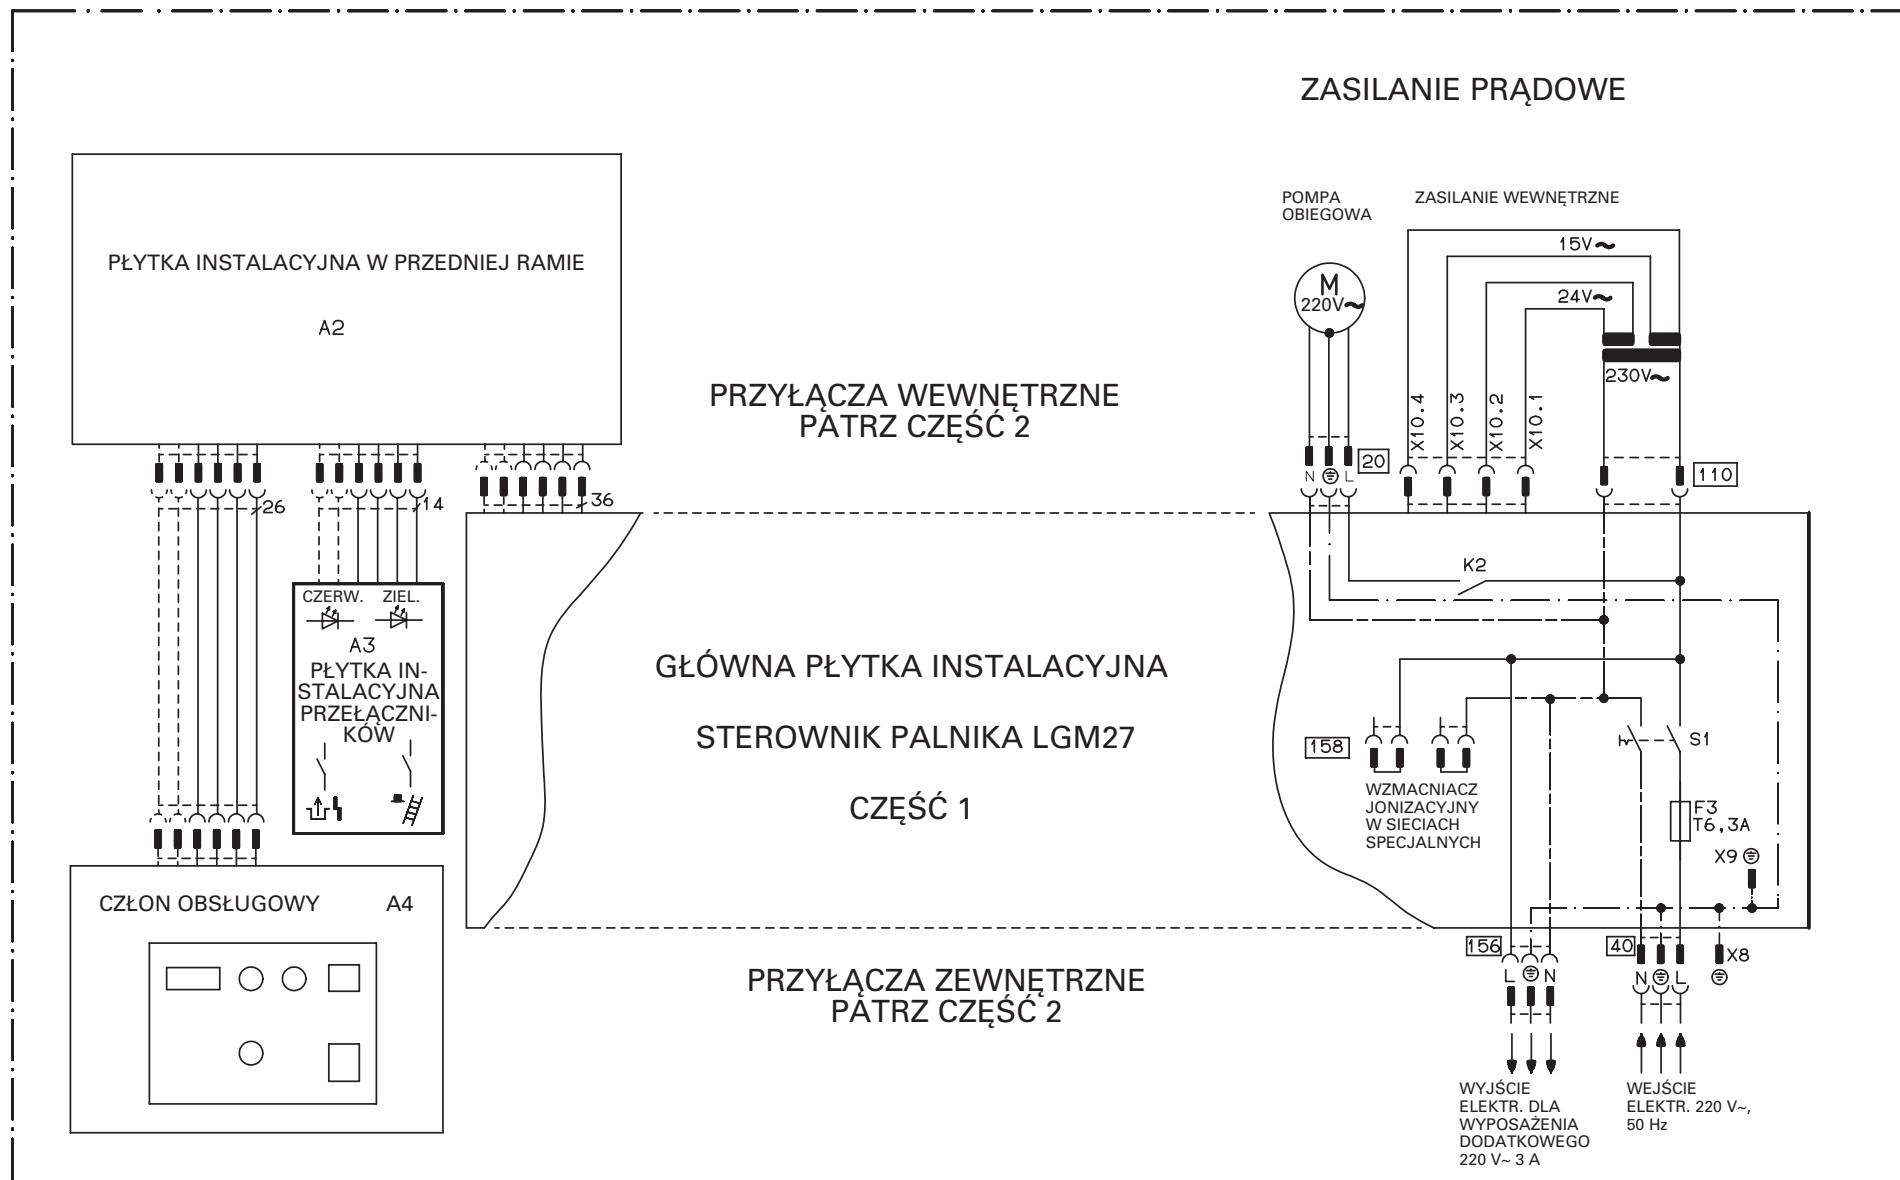 ZASILANIE PRĄDOWE
PŁYTKA INSTALACYJNA W PRZEDNIEJ RAMIE
A2
POMPA
OBIEGOWA
ZASILANIE WEWNĘTRZNE
15V~
M
220V~
24V~
230V~
PRZYŁĄCZA WEWNĘTRZNE
PATRZ CZĘŚĆ 2
X10.4
X10.3
X10.2
X10.1
20
N L
110
26
14
36
K2
CZERW. ZIEL.
A3
PŁYTKA IN-
STALACYJNA
PRZEŁĄCZNI-
KÓW
GŁÓWNA PŁYTKA INSTALACYJNA
STEROWNIK PALNIKA LGM27
CZĘŚĆ 1
158
S1
WZMACNIACZ
JONIZACYJNY
W SIECIACH
SPECJALNYCH
F3
T6,3A
X9
CZŁON OBSŁUGOWY A4
PRZYŁĄCZA ZEWNĘTRZNE
PATRZ CZĘŚĆ 2
156
L N
40
N L
X8
WYJŚCIE
ELEKTR. DLA
WYPOSAŻENIA
DODATKOWEGO
220 V~ 3 A
WEJŚCIE
ELEKTR. 220 V~,
50 Hz